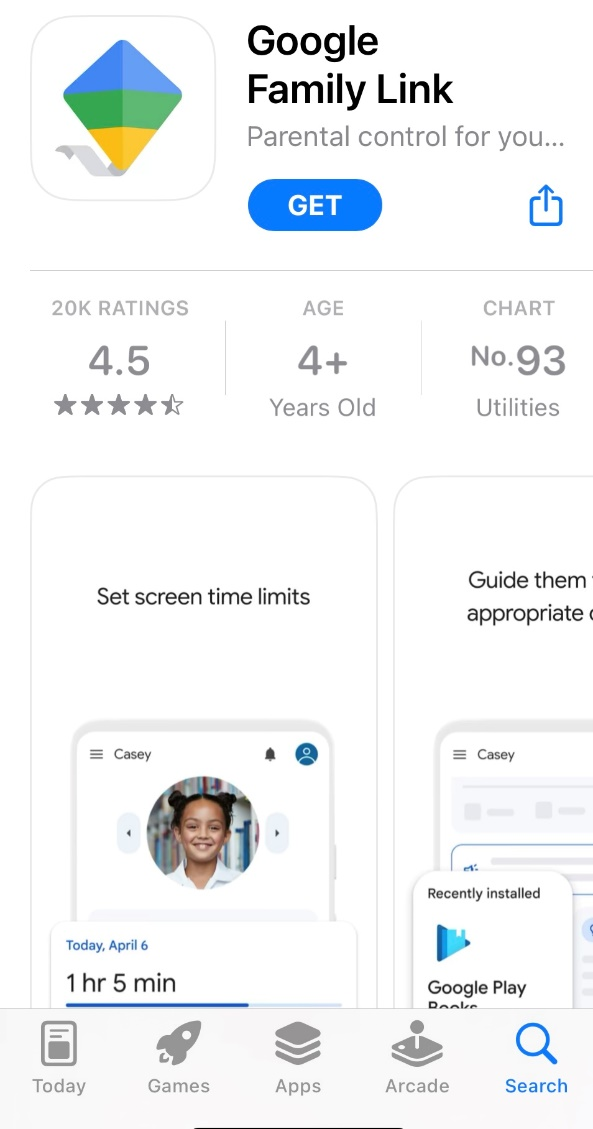 Google
Family Link
Parental control for you...
GET
20K RATINGS
4.5
AGE
4+
Years Old
CHART
No.93
Utilities
Set screen time limits
Casey
Today, April 6
1 hr 5 min
Guide them
appropriate
Casey
Recently installed
Google Play
Books
Today
Games
Apps
Arcade
Search